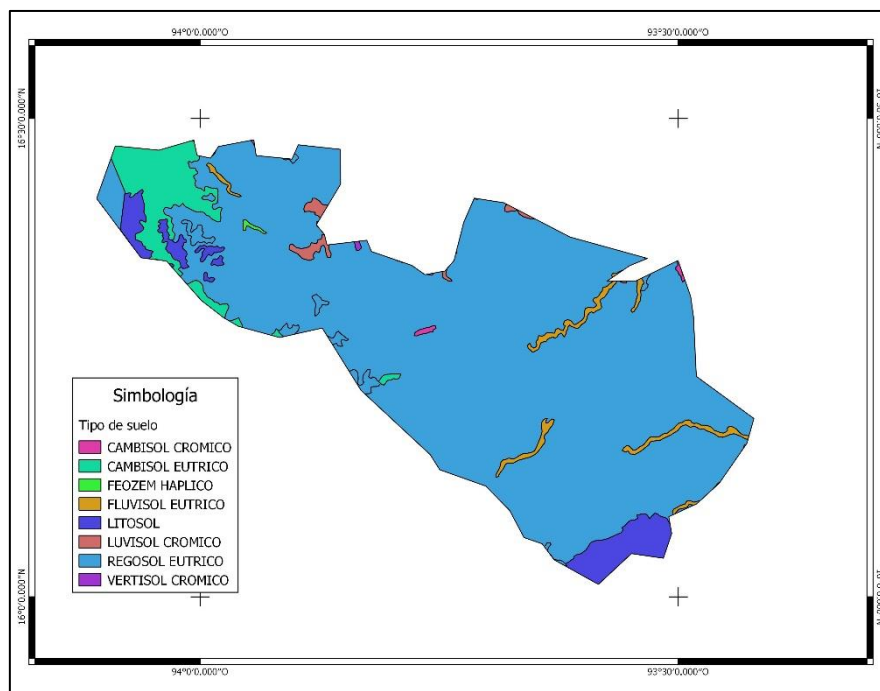 94°0'0.000"O 93°30'0.000"O
16°30'0.000"N
Simbología
Tipo de suelo
CAMBISOL CROMICO
CAMBISOL EUTRICO
FEOZEM HAPLICO
FLUVISOL EUTRICO
LITOSOL
LUVISOL CROMICO
REGOSOL EUTRICO
VERTISOL CROMICO
16°0'0.000"N
94°0'0.000"O 93°30'0.000"O